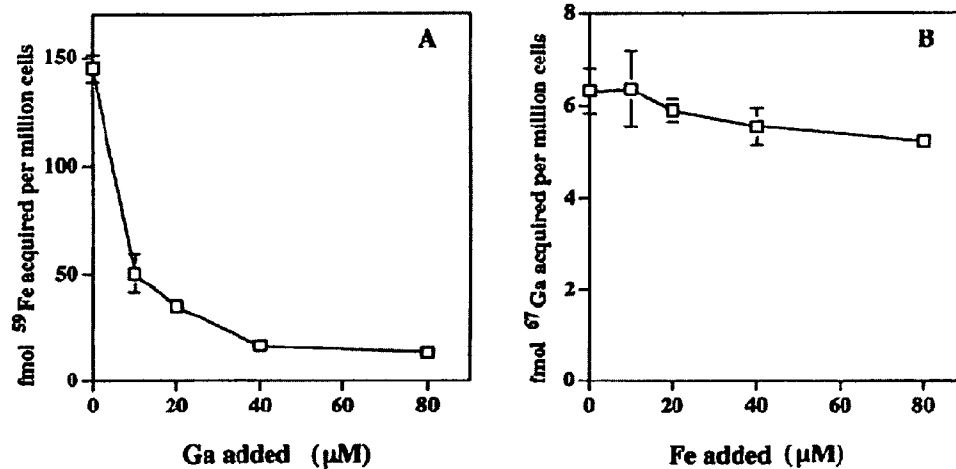 A
fmol ⁵⁹Fe acquired per million cells
150
100
50
0
0 20 40 60 80
Ga added (μM)
B
fmol ⁶⁷Ga acquired per million cells
8
6
4
2
0
0 20 40 60 80
Fe added (μM)